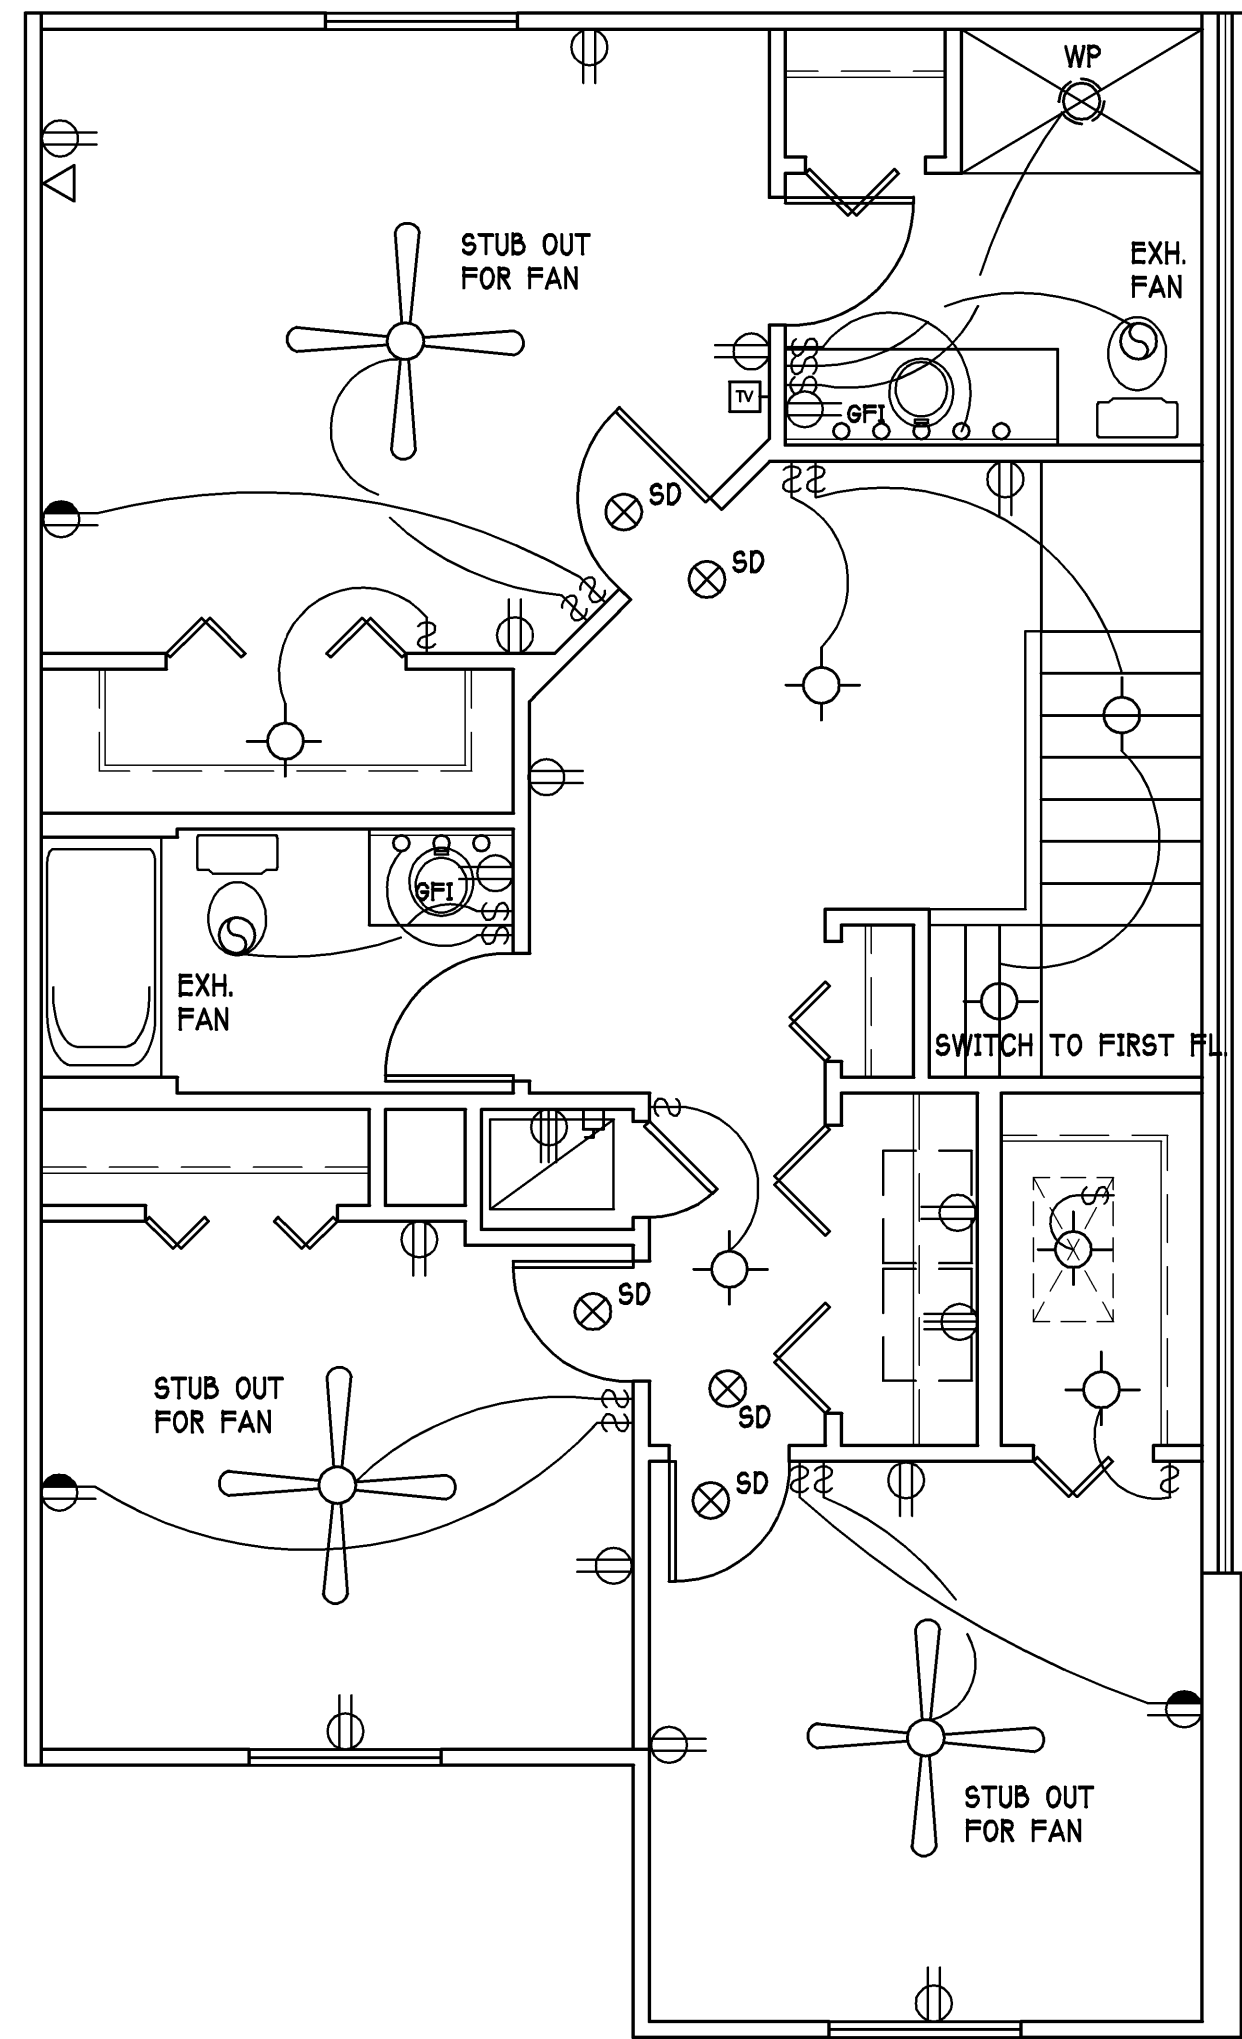 WP
STUB OUT
FOR FAN
EXH.
FAN
TV
GFI
SD
SD
GFI
EXH.
FAN
SWITCH TO FIRST FL.
SD
STUB OUT
FOR FAN
SD
SD
STUB OUT
FOR FAN